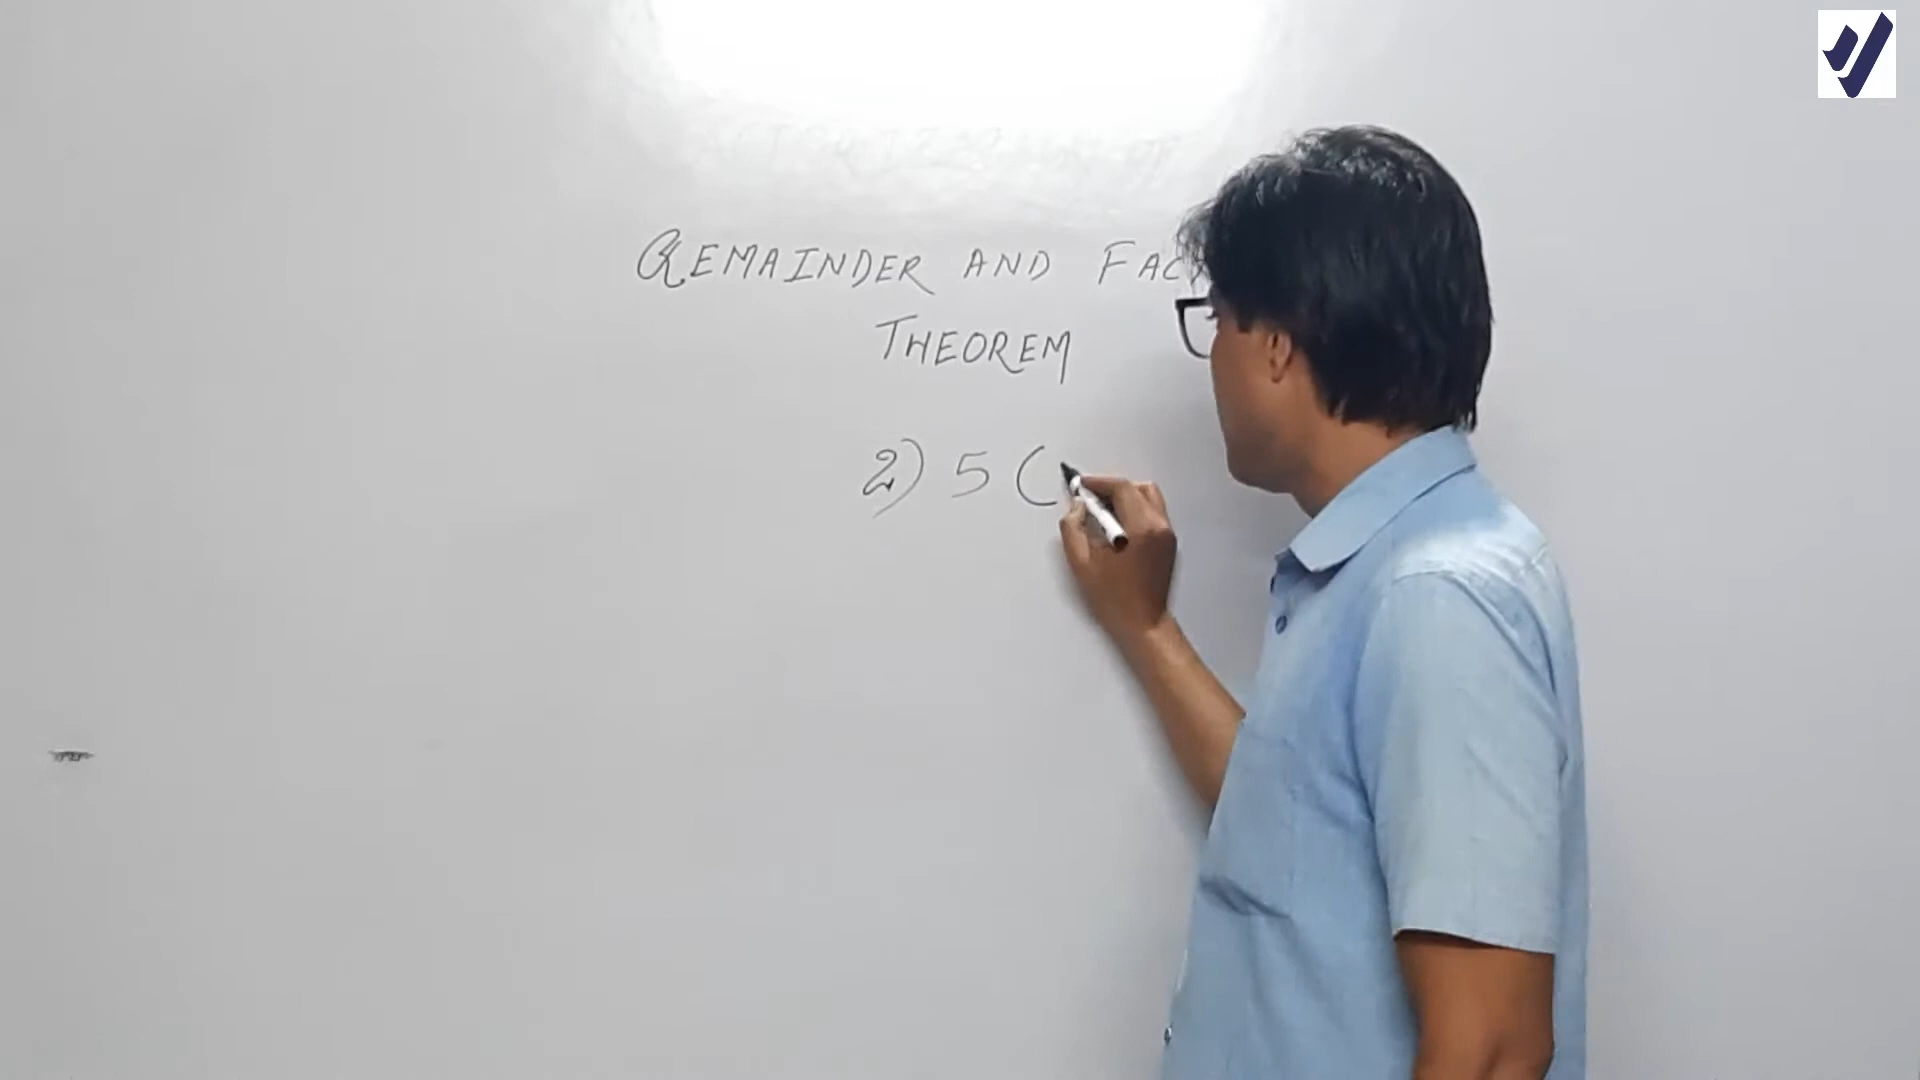 REMAINDER AND FAC
THEOREM
2) 5 (